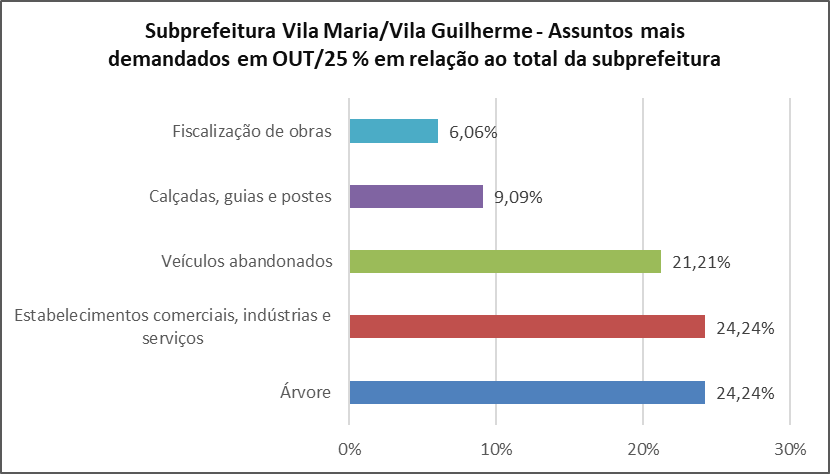 Subprefeitura Vila Maria/Vila Guilherme - Assuntos mais
demandados em OUT/25 % em relação ao total da subprefeitura
Fiscalização de obras
6,06%
Calçadas, guias e postes
9,09%
Veículos abandonados
21,21%
Estabelecimentos comerciais, indústrias e
serviços
24,24%
Árvore
24,24%
0%
10%
20%
30%